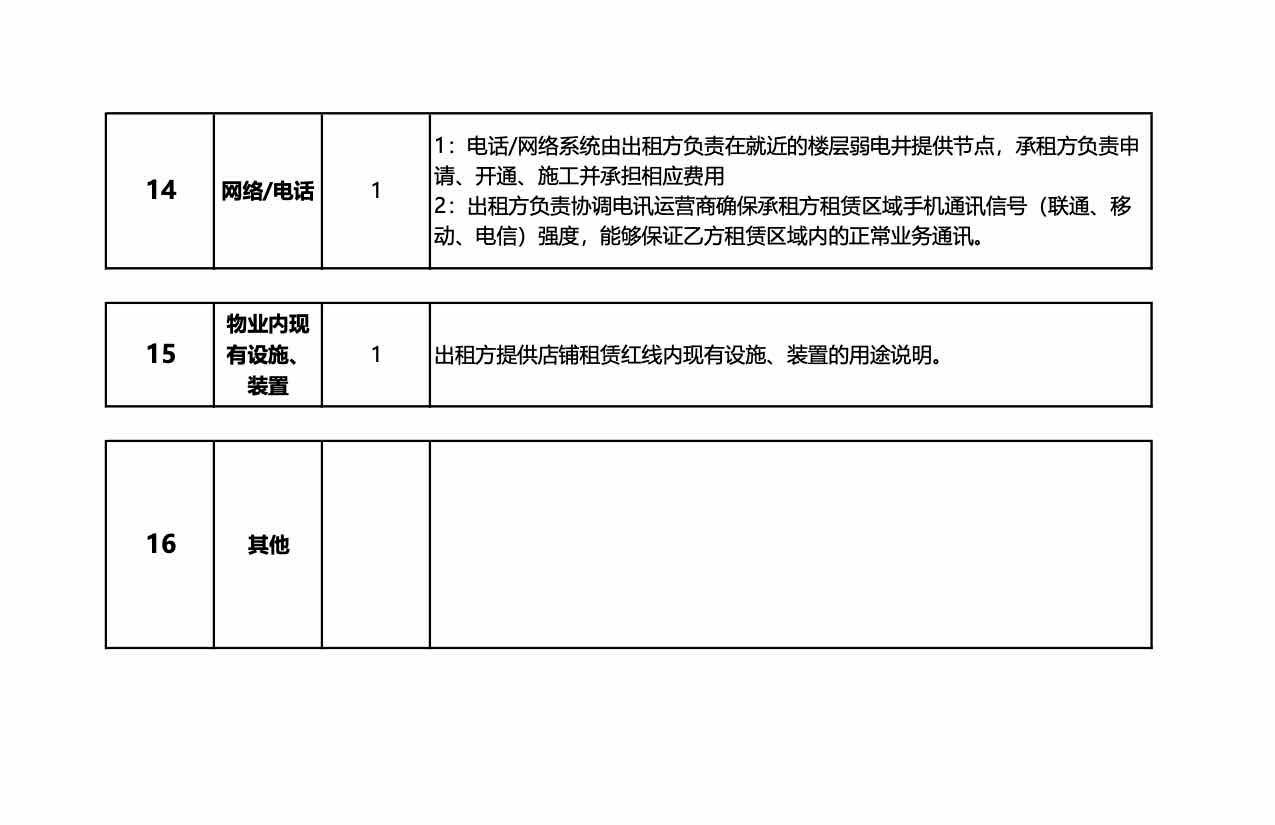 14
网络/电话
1
1：电话/网络系统由出租方负责在就近的楼层弱电井提供节点，承租方负责申
请、开通、施工并承担相应费用
2：出租方负责协调电讯运营商确保承租方租赁区域手机通讯信号（联通、移
动、电信）强度，能够保证乙方租赁区域内的正常业务通讯。
15
物业内现
有设施、
装置
1
出租方提供店铺租赁红线内现有设施、装置的用途说明。
16
其他